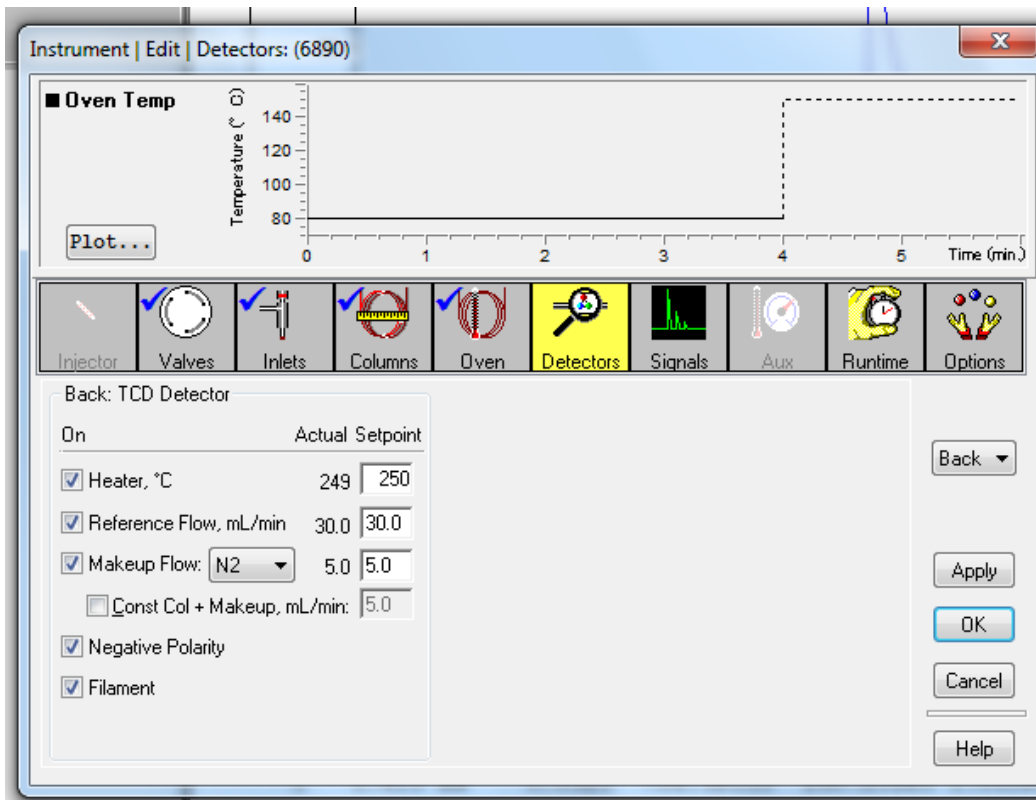 Instrument | Edit | Detectors: (6890)
Oven Temp
Temperature (° C)
140
120
100
80
Plot...
0 1 2 3 4 5 Time (min.)
Injector Valves Inlets Columns Oven Detectors Signals Aux Runtime Options
Back: TCD Detector
On Actual Setpoint
Heater, °C 249 250
Reference Flow, mL/min 30.0 30.0
Makeup Flow: N2 5.0 5.0
Const Col + Makeup, mL/min: 5.0
Negative Polarity
Filament
Back
Apply
OK
Cancel
Help